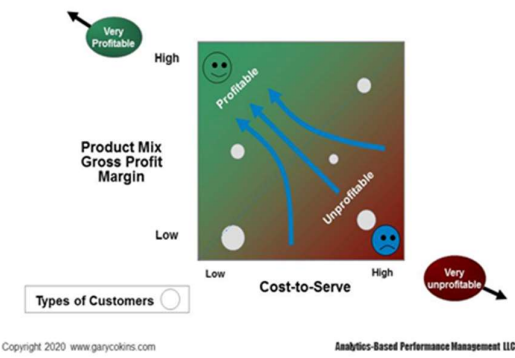 Very
Profitable
High
Profitable
Product Mix
Gross Profit
Margin
Unprofitable
Low
Low
High
Cost-to-Serve
Very
unprofitable
Types of Customers
Copyright 2020 www.garycokins.com
Analytics-Based Performance Management LLC